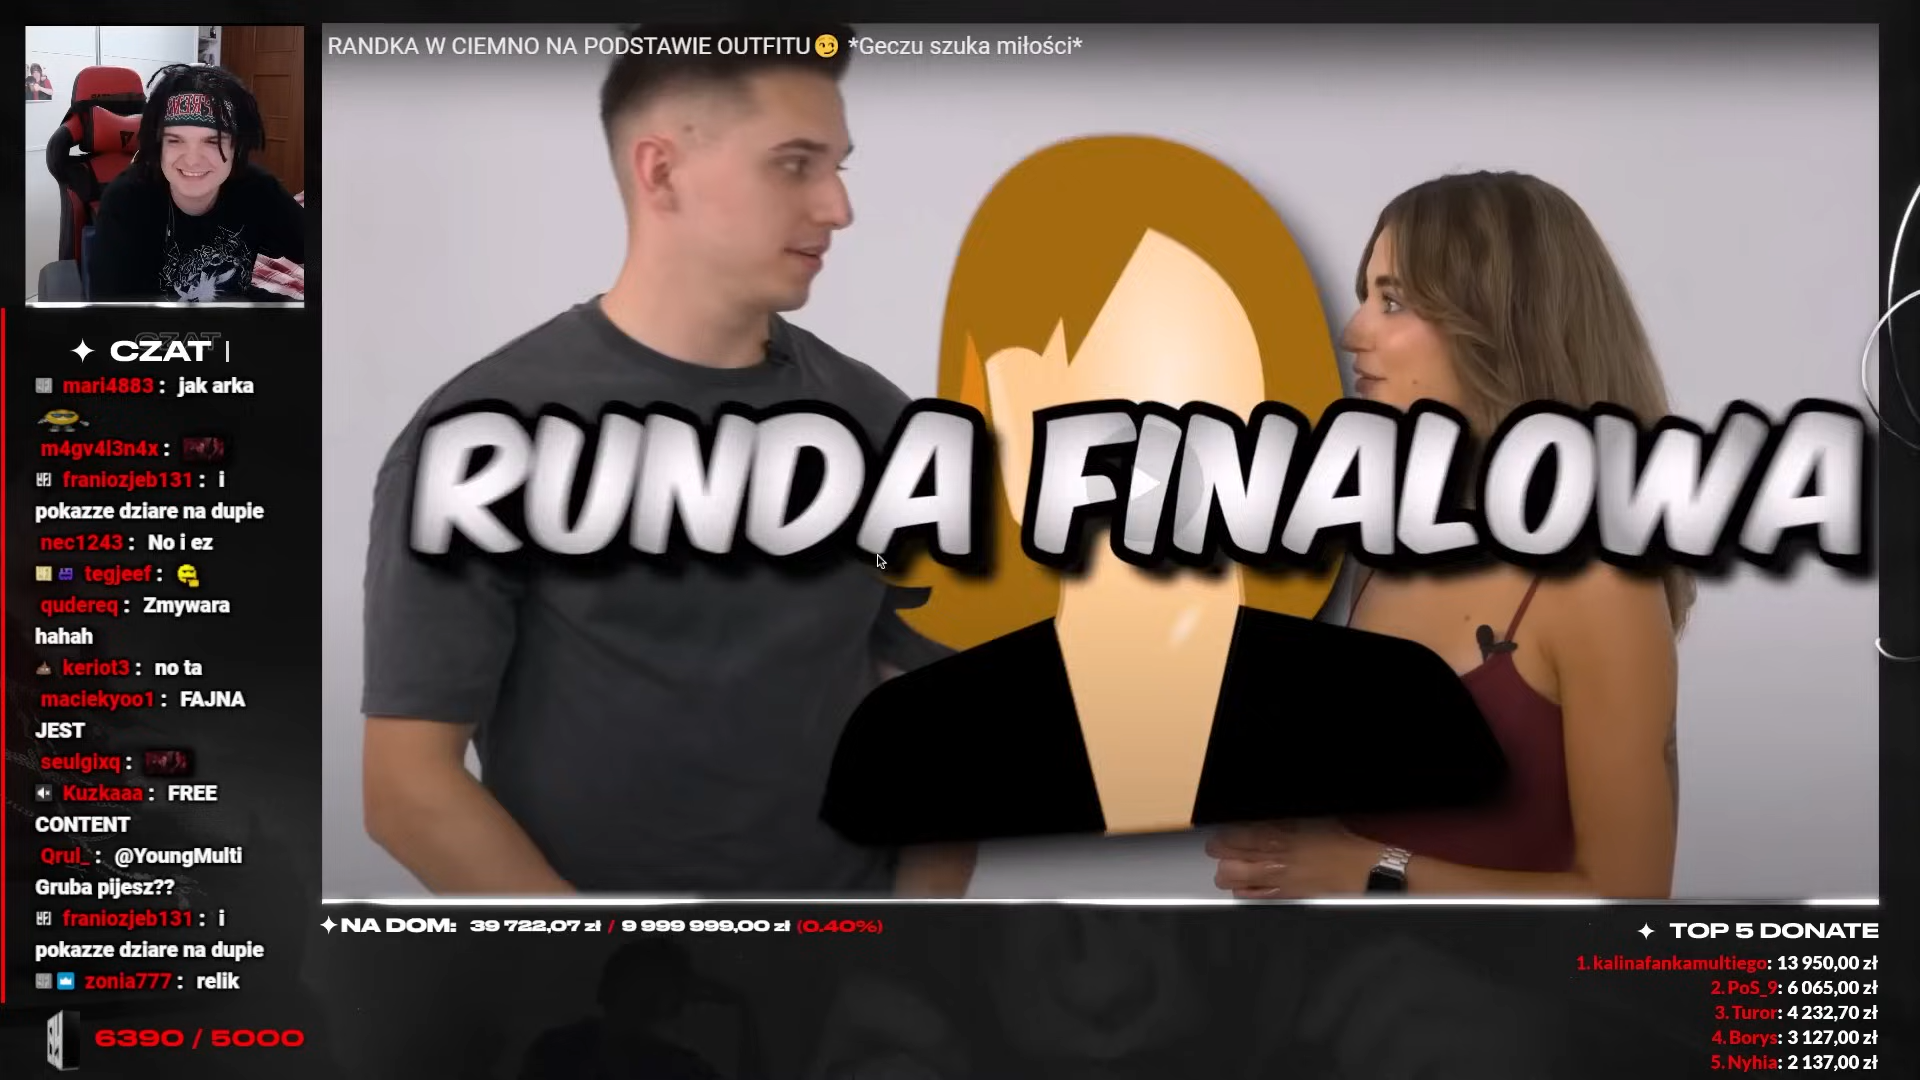 RANDKA W CIEMNO NA PODSTAWIE OUTFITU😏 *Geczu szuka miłości*
CZAT
mari4883: jak arka
m4gv4l3n4x:
franiozjeb131: i
pokazze dziare na dupie
nec1243: No i ez
tegjeef:
qudereq: Zmywara
hahah
keriot3: no ta
maciekyoo1: FAJNA
JEST
seulgixq:
Kuzkaaa: FREE
CONTENT
Qrul_: @YoungMulti
Gruba pijesz??
franiozjeb131: i
pokazze dziare na dupie
zonia777: relik
6390 / 5000
RUNDA FINALOWA
NA DOM: 39 722,07 zł / 9 999 999,00 zł (0.40%)
TOP 5 DONATE
1. kalinafankamultiego: 13 950,00 zł
2. PoS_9: 6 065,00 zł
3. Turor: 4 232,70 zł
4. Borys: 3 127,00 zł
5. Nyhia: 2 137,00 zł